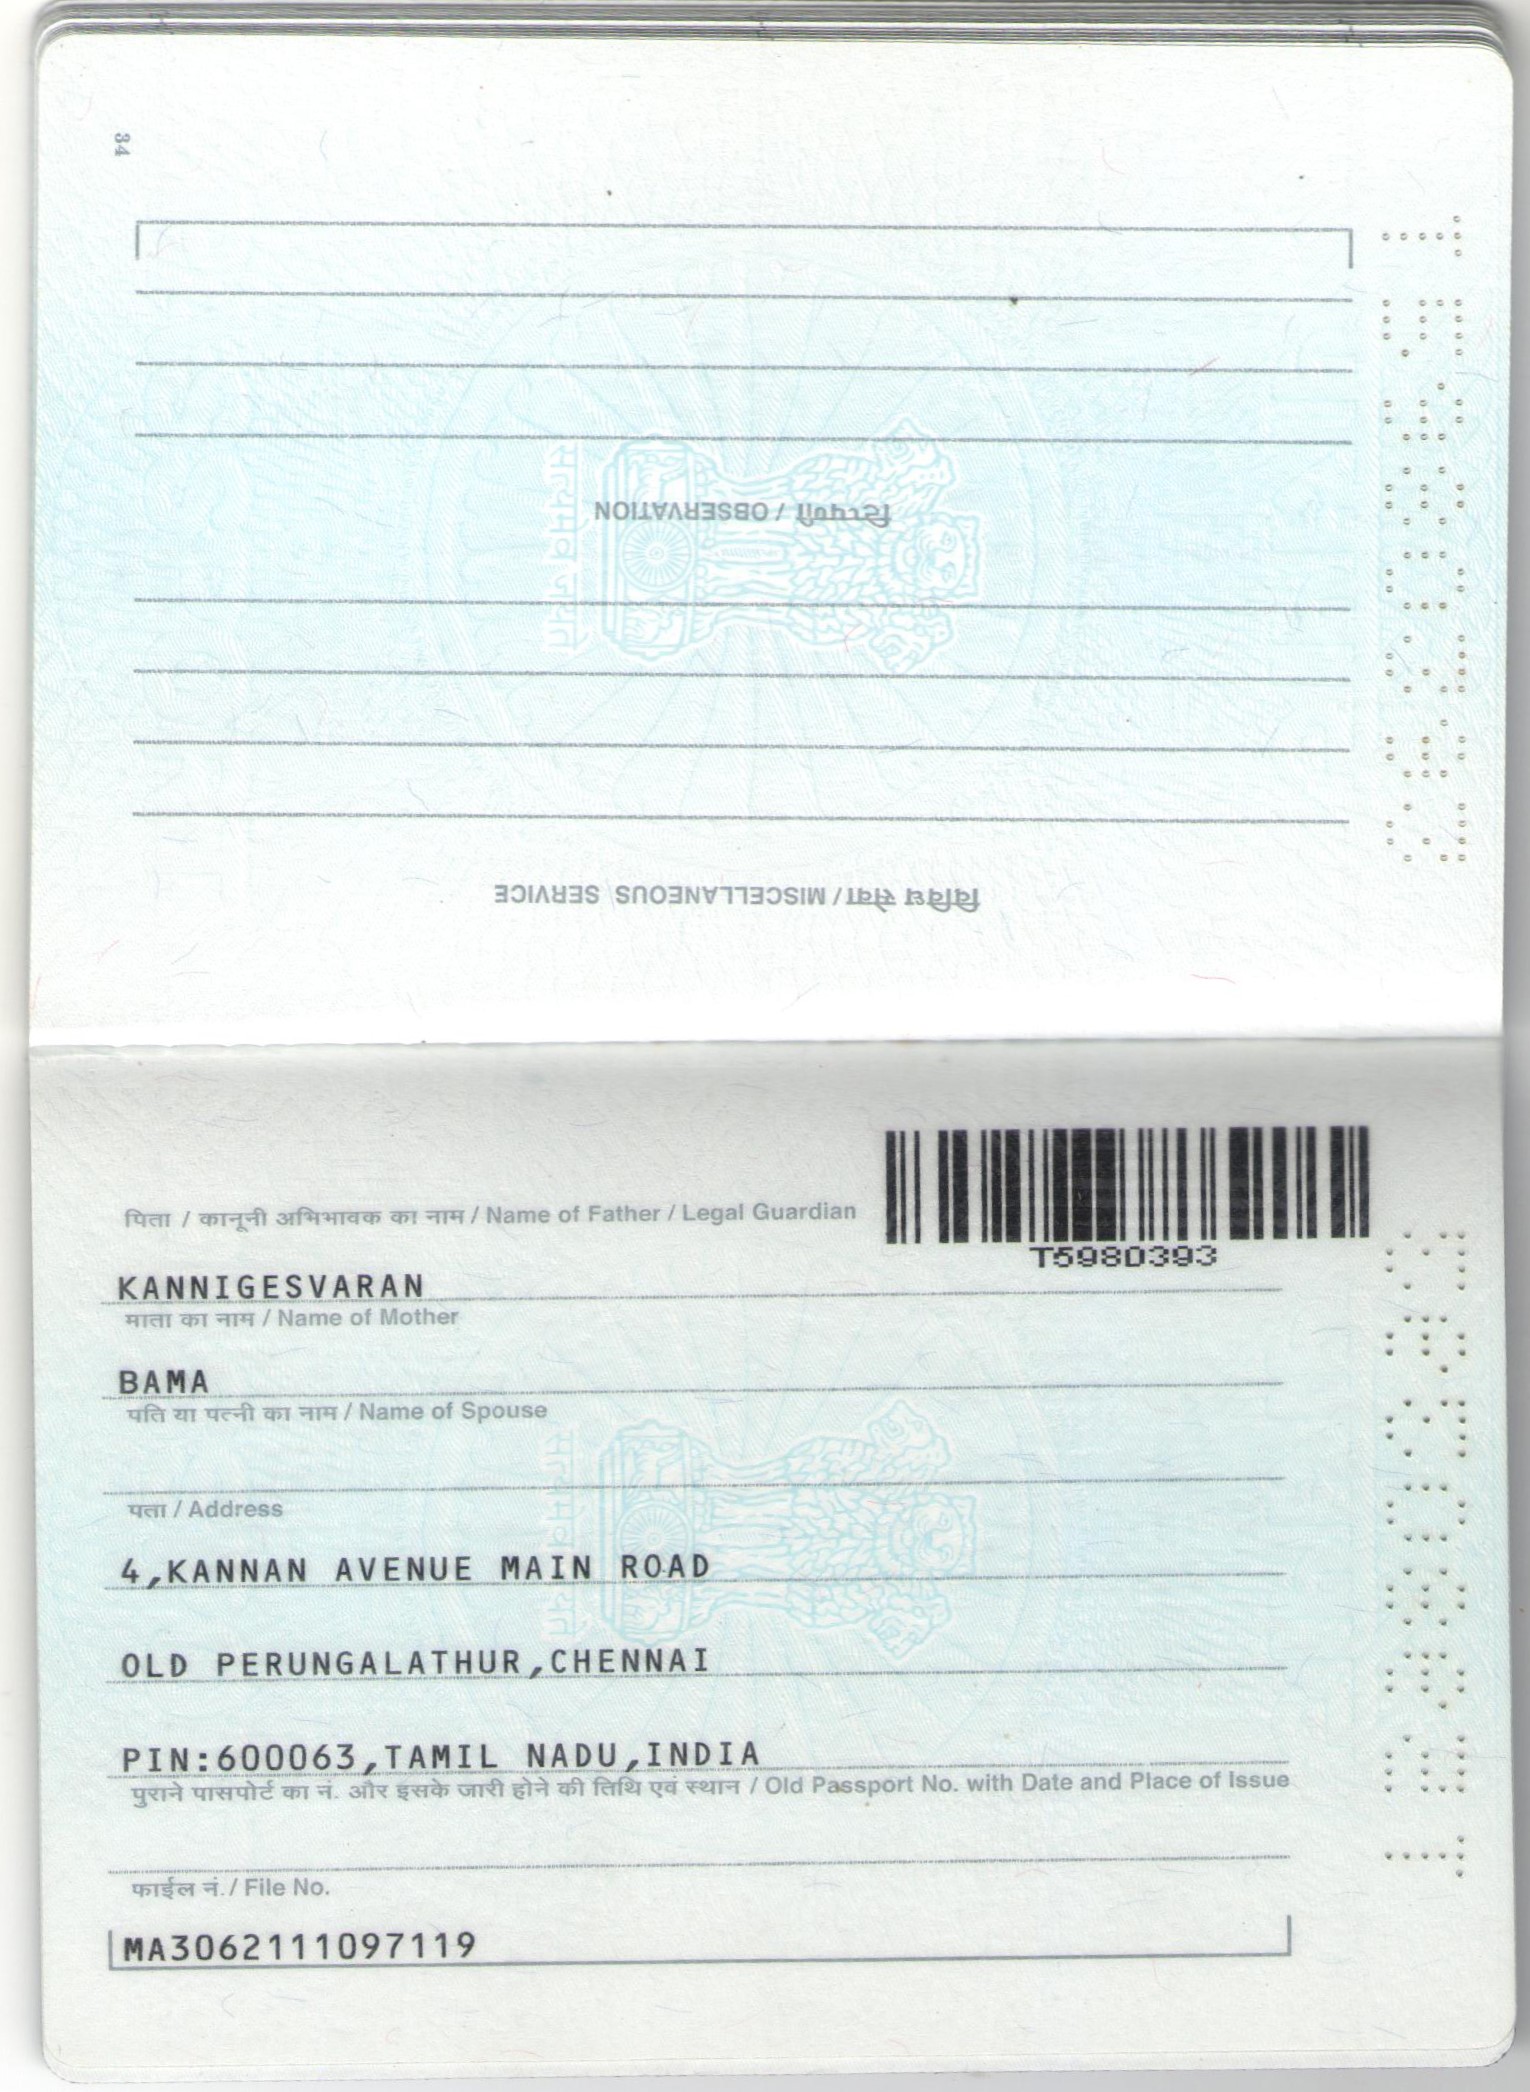 34
टिप्पणी / OBSERVATION
विविध सेवा / MISCELLANEOUS SERVICE
T5980393
पिता / कानूनी अभिभावक का नाम / Name of Father / Legal Guardian
T5980393
KANNIGESVARAN
माता का नाम / Name of Mother
BAMA
पति या पत्नी का नाम / Name of Spouse
पता / Address
4,KANNAN AVENUE MAIN ROAD
OLD PERUNGALATHUR,CHENNAI
PIN:600063,TAMIL NADU,INDIA
पुराने पासपोर्ट का नं. और इसके जारी होने की तिथि एवं स्थान / Old Passport No. with Date and Place of Issue
फाईल नं. / File No.
MA3062111097119
T5980393